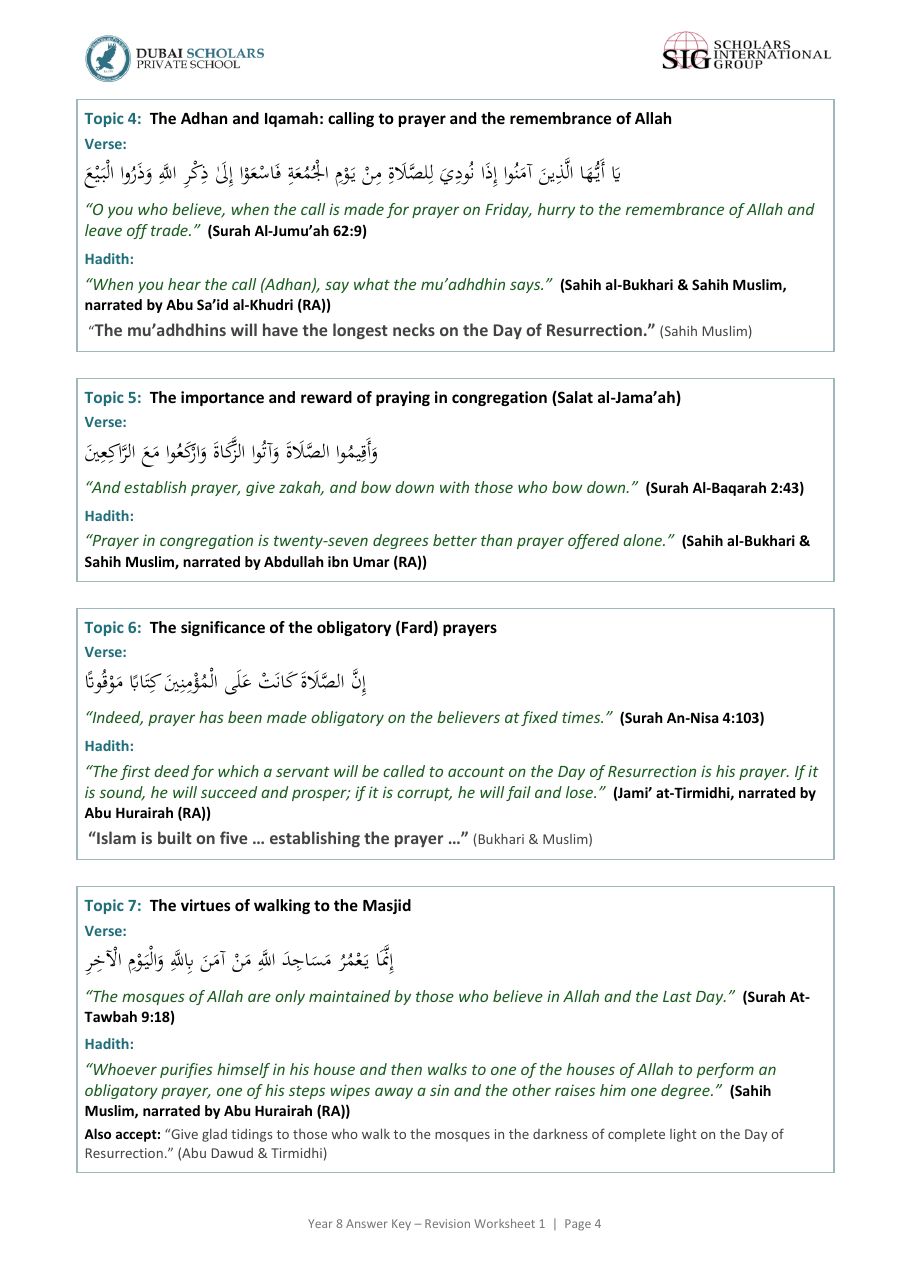 DUBAI SCHOLARS
PRIVATE SCHOOL
SIG
SCHOLARS
INTERNATIONAL
GROUP
Topic 4: The Adhan and Iqamah: calling to prayer and the remembrance of Allah
Verse:
يَا أَيُّهَا الَّذِينَ آمَنُوا إِذَا نُودِيَ لِلصَّلَاةِ مِنْ يَوْمِ الْجُمُعَةِ فَاسْعَوْا إِلَىٰ ذِكْرِ اللَّهِ وَذَرُوا الْبَيْعَ
“O you who believe, when the call is made for prayer on Friday, hurry to the remembrance of Allah and
leave off trade.” (Surah Al-Jumu’ah 62:9)
Hadith:
“When you hear the call (Adhan), say what the mu’adhdhin says.” (Sahih al-Bukhari & Sahih Muslim,
narrated by Abu Sa’id al-Khudri (RA))
“The mu’adhdhins will have the longest necks on the Day of Resurrection.” (Sahih Muslim)
Topic 5: The importance and reward of praying in congregation (Salat al-Jama’ah)
Verse:
وَأَقِيمُوا الصَّلَاةَ وَآتُوا الزَّكَاةَ وَارْكَعُوا مَعَ الرَّاكِعِينَ
“And establish prayer, give zakah, and bow down with those who bow down.” (Surah Al-Baqarah 2:43)
Hadith:
“Prayer in congregation is twenty-seven degrees better than prayer offered alone.” (Sahih al-Bukhari &
Sahih Muslim, narrated by Abdullah ibn Umar (RA))
Topic 6: The significance of the obligatory (Fard) prayers
Verse:
إِنَّ الصَّلَاةَ كَانَتْ عَلَى الْمُؤْمِنِينَ كِتَابًا مَوْقُوتًا
“Indeed, prayer has been made obligatory on the believers at fixed times.” (Surah An-Nisa 4:103)
Hadith:
“The first deed for which a servant will be called to account on the Day of Resurrection is his prayer. If it
is sound, he will succeed and prosper; if it is corrupt, he will fail and lose.” (Jami’ at-Tirmidhi, narrated by
Abu Hurairah (RA))
“Islam is built on five … establishing the prayer …” (Bukhari & Muslim)
Topic 7: The virtues of walking to the Masjid
Verse:
إِنَّمَا يَعْمُرُ مَسَاجِدَ اللَّهِ مَنْ آمَنَ بِاللَّهِ وَالْيَوْمِ الْآخِرِ
“The mosques of Allah are only maintained by those who believe in Allah and the Last Day.” (Surah At-
Tawbah 9:18)
Hadith:
“Whoever purifies himself in his house and then walks to one of the houses of Allah to perform an
obligatory prayer, one of his steps wipes away a sin and the other raises him one degree.” (Sahih
Muslim, narrated by Abu Hurairah (RA))
Also accept: “Give glad tidings to those who walk to the mosques in the darkness of complete light on the Day of
Resurrection.” (Abu Dawud & Tirmidhi)
Year 8 Answer Key – Revision Worksheet 1 | Page 4